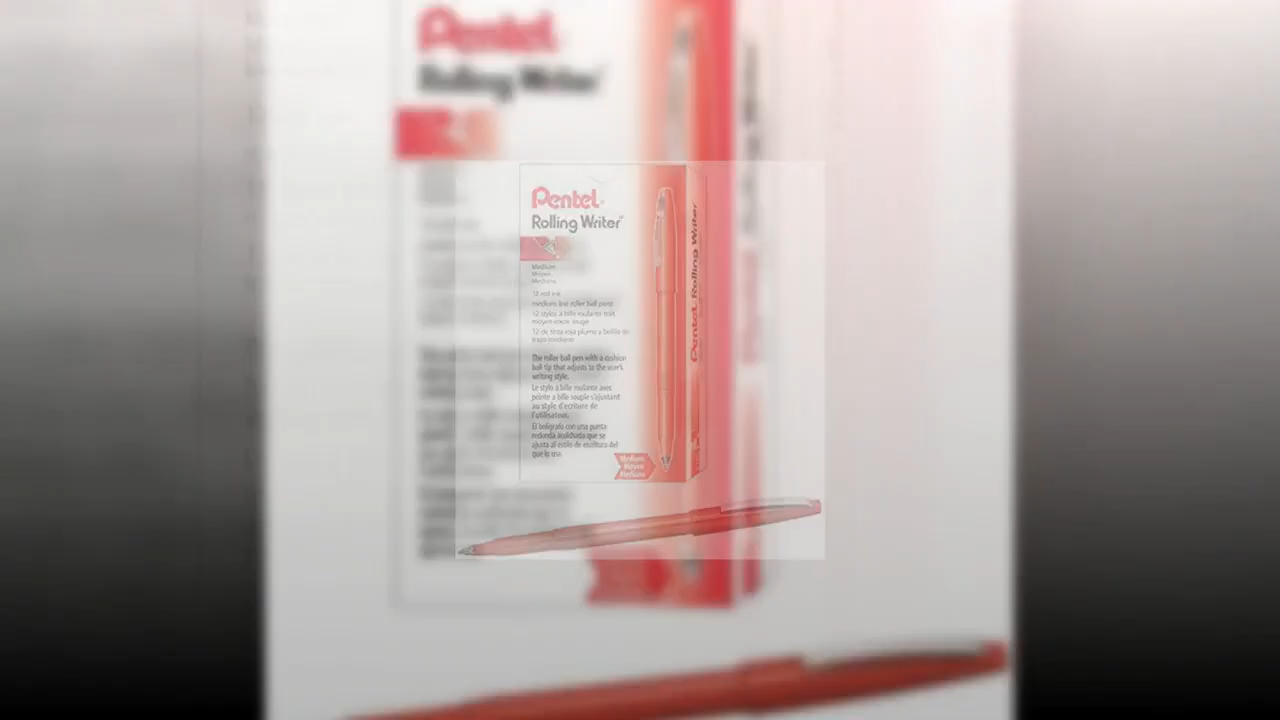 Pentel
Rolling Writer
Pentel
Rolling Writer
Pentel Rolling Writer
Medium
Moyen
Mediano
12 red ink
medium line roller ball pens
12 stylos à bille roulante trait
moyen-encre rouge
12 de tinta roja pluma a bolilla de
trazo mediano
The roller ball pen with a cushion
ball tip that adjusts to the user's
writing style.
Le stylo à bille roulante avec
pointe a bille souple s'ajustant
au style d'ecriture de
l'utilisateur.
El bolígrafo con una punta
redonda acolchada que se
ajusta al estilo de escritura del
que lo usa.
Medium
Moyen
Mediano